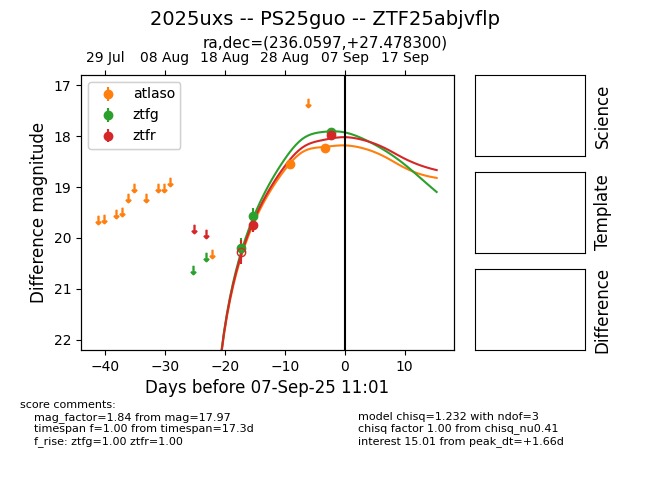 2025uxs -- PS25guo -- ZTF25abjvflp
ra,dec=(236.0597,+27.478300)
29 Jul 08 Aug 18 Aug 28 Aug 07 Sep 17 Sep
17
18
19
20
21
22
Difference magnitude
atlaso
ztfg
ztfr
−40 −30 −20 −10 0 10
Days before 07-Sep-25 11:01
Science
Template
Difference
score comments:
mag_factor=1.84 from mag=17.97
timespan f=1.00 from timespan=17.3d
f_rise: ztfg=1.00 ztfr=1.00
model chisq=1.232 with ndof=3
chisq factor 1.00 from chisq_nu0.41
interest 15.01 from peak_dt=+1.66d